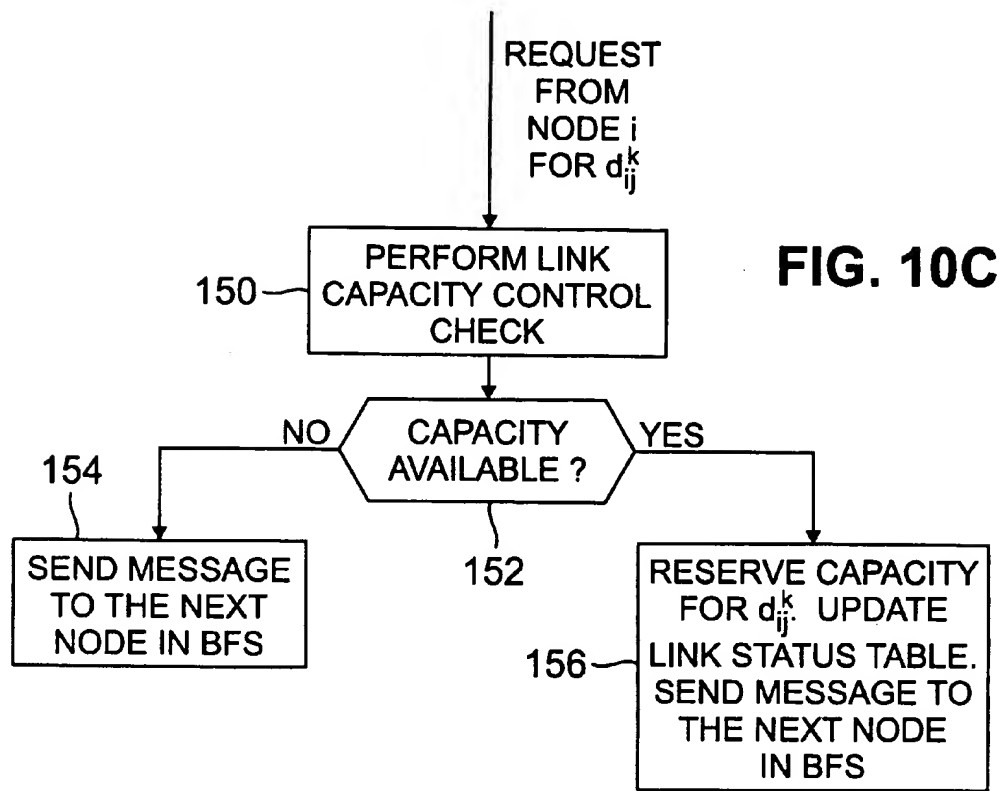 REQUEST
FROM
NODE i
FOR d^k_ij
PERFORM LINK
CAPACITY CONTROL
CHECK
150
FIG. 10C
CAPACITY
AVAILABLE ?
NO
YES
152
154
SEND MESSAGE
TO THE NEXT
NODE IN BFS
RESERVE CAPACITY
FOR d^k_ij. UPDATE
LINK STATUS TABLE.
SEND MESSAGE TO
THE NEXT NODE
IN BFS
156